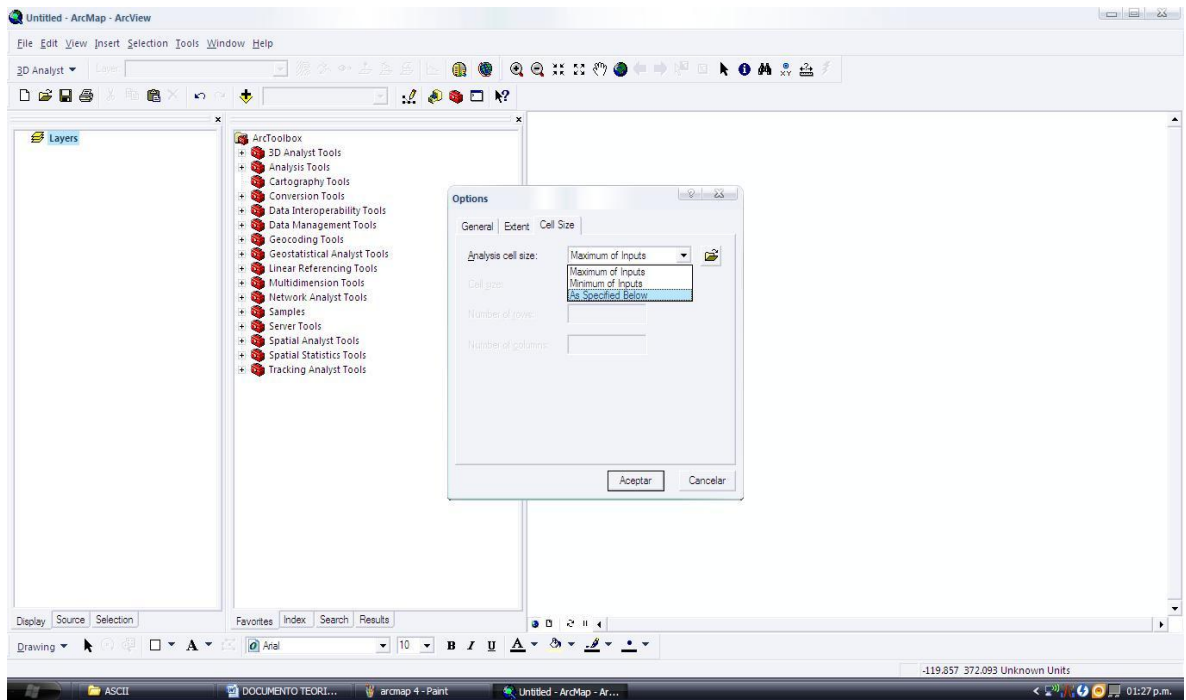 Untitled - ArcMap - ArcView
File Edit View Insert Selection Tools Window Help
3D Analyst Layer:
Layers
ArcToolbox
3D Analyst Tools
Analysis Tools
Cartography Tools
Conversion Tools
Data Interoperability Tools
Data Management Tools
Geocoding Tools
Geostatistical Analyst Tools
Linear Referencing Tools
Multidimension Tools
Network Analyst Tools
Samples
Server Tools
Spatial Analyst Tools
Spatial Statistics Tools
Tracking Analyst Tools
Options
General Extent Cell Size
Analysis cell size: Maximum of Inputs
Maximum of Inputs
Cell size: Minimum of Inputs
As Specified Below
Number of rows:
Number of columns:
Aceptar Cancelar
Display Source Selection
Favorites Index Search Results
Drawing A Arial 10 B I U A
-119.857 372.093 Unknown Units
ASCII DOCUMENTO TEORI... arcmap 4 - Paint Untitled - ArcMap - Ar... 01:27 p.m.